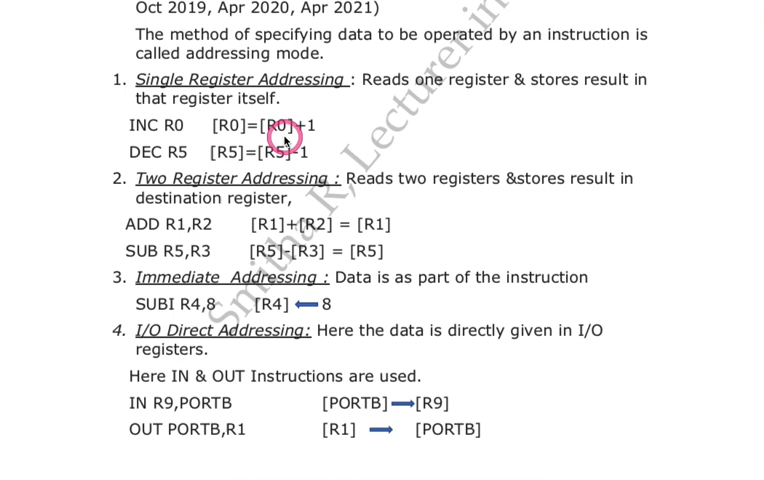 Oct 2019, Apr 2020, Apr 2021)
The method of specifying data to be operated by an instruction is
called addressing mode.
1. Single Register Addressing : Reads one register & stores result in
that register itself.
INC R0 [R0]=[R0]+1
DEC R5 [R5]=[R5]-1
2. Two Register Addressing : Reads two registers &stores result in
destination register,
ADD R1,R2 [R1]+[R2] = [R1]
SUB R5,R3 [R5]-[R3] = [R5]
3. Immediate Addressing : Data is as part of the instruction
SUBI R4,8 [R4] ← 8
4. I/O Direct Addressing: Here the data is directly given in I/O
registers.
Here IN & OUT Instructions are used.
IN R9,PORTB [PORTB] → [R9]
OUT PORTB,R1 [R1] → [PORTB]
Smitha R, Lecturer in